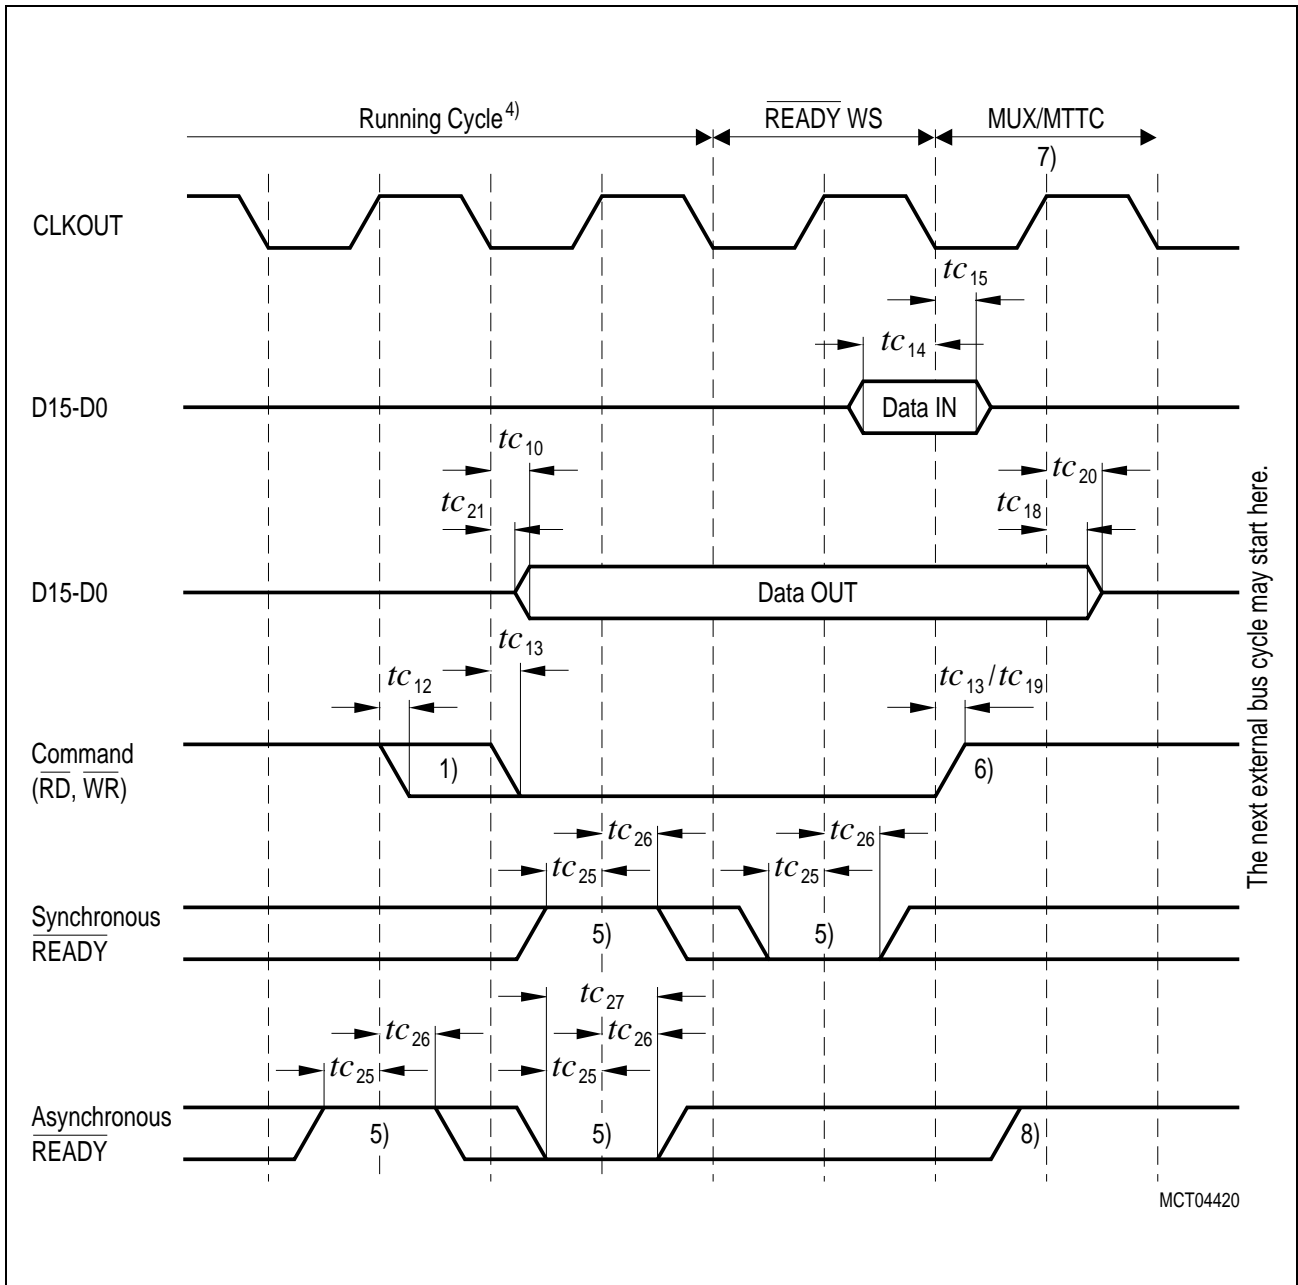 Running Cycle 4)
READY WS
MUX/MTTC
7)
CLKOUT
tc15
tc14
D15-D0
Data IN
tc10
tc20
tc21
tc18
D15-D0
Data OUT
tc13
tc12
tc13/tc19
Command
(RD, WR)
1)
6)
tc26
tc26
tc25
tc25
Synchronous
READY
5)
5)
tc27
tc26
tc26
tc25
tc25
Asynchronous
READY
5)
5)
8)
The next external bus cycle may start here.
MCT04420